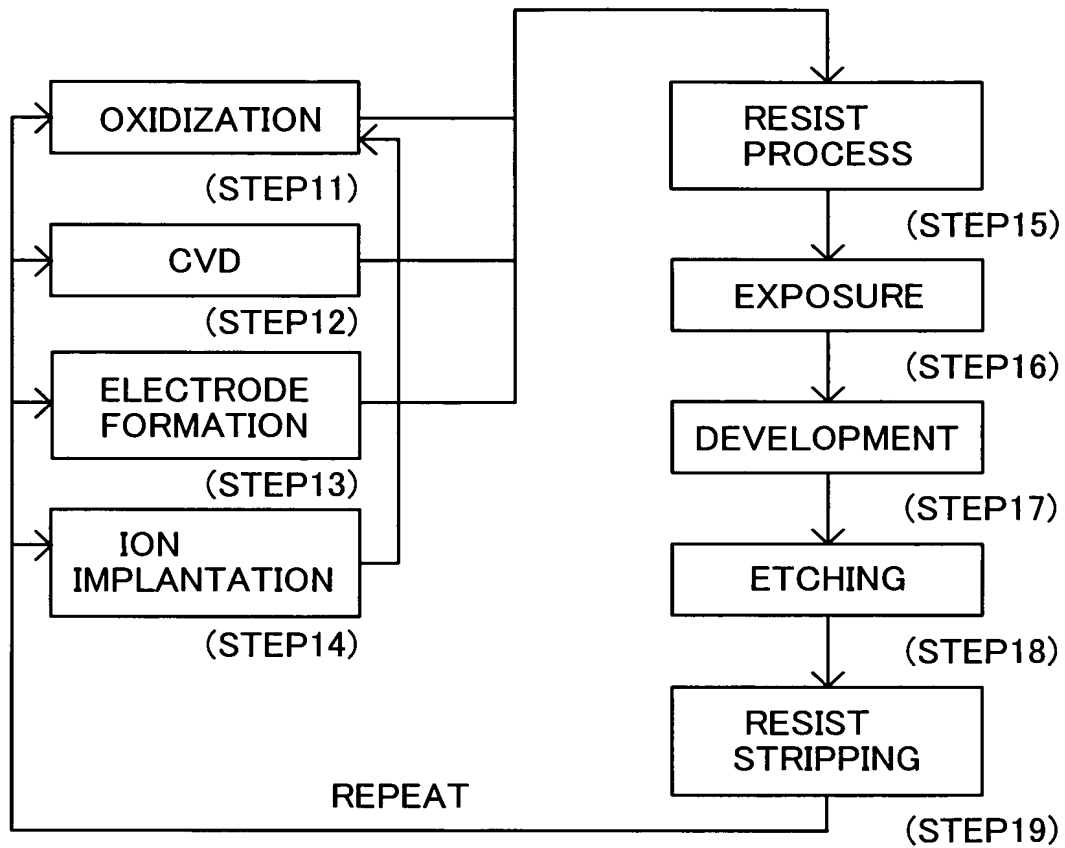 OXIDIZATION
(STEP11)
CVD
(STEP12)
ELECTRODE
FORMATION
(STEP13)
ION
IMPLANTATION
(STEP14)
RESIST
PROCESS
(STEP15)
EXPOSURE
(STEP16)
DEVELOPMENT
(STEP17)
ETCHING
(STEP18)
RESIST
STRIPPING
(STEP19)
REPEAT